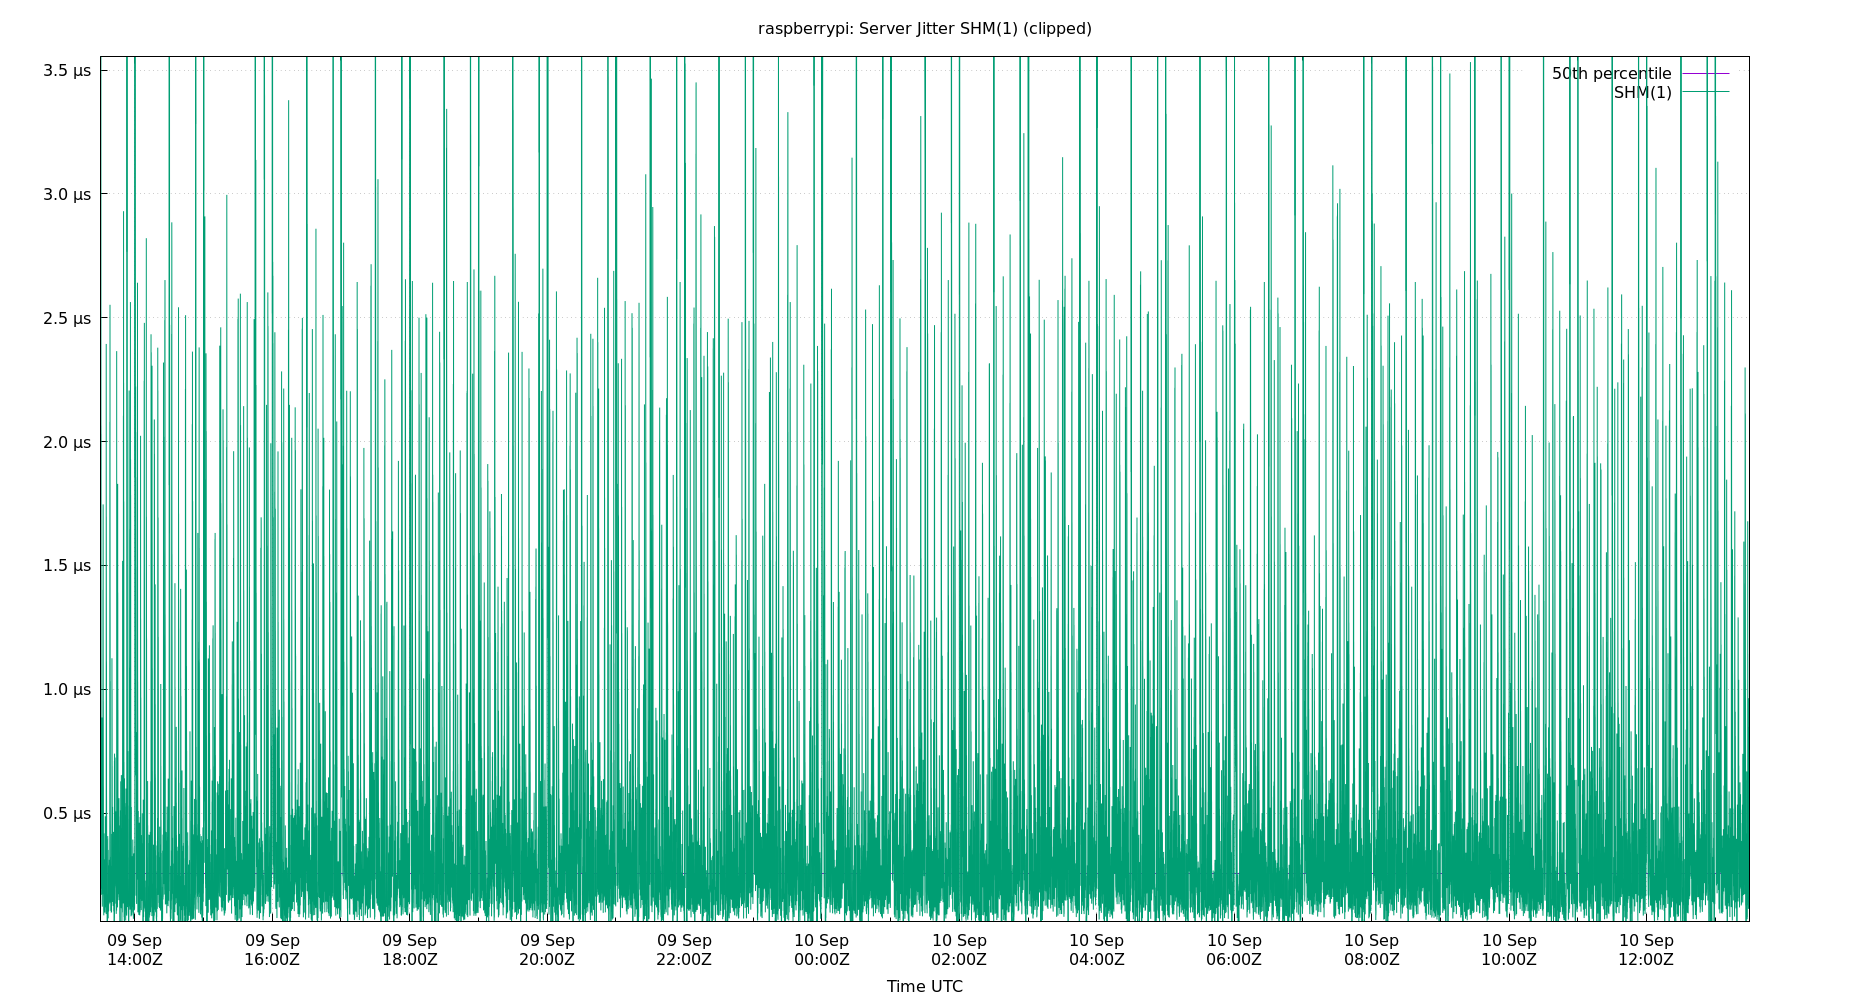 raspberrypi: Server Jitter SHM(1) (clipped)
50th percentile
SHM(1)
3.5 µs
3.0 µs
2.5 µs
2.0 µs
1.5 µs
1.0 µs
0.5 µs
09 Sep 09 Sep 09 Sep 09 Sep 09 Sep 10 Sep 10 Sep 10 Sep 10 Sep 10 Sep 10 Sep 10 Sep
14:00Z 16:00Z 18:00Z 20:00Z 22:00Z 00:00Z 02:00Z 04:00Z 06:00Z 08:00Z 10:00Z 12:00Z
Time UTC